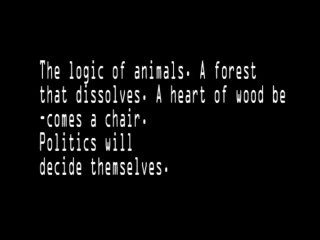 The logic of animals. A forest
that dissolves. A heart of wood be
-comes a chair.
Politics will
decide themselves.